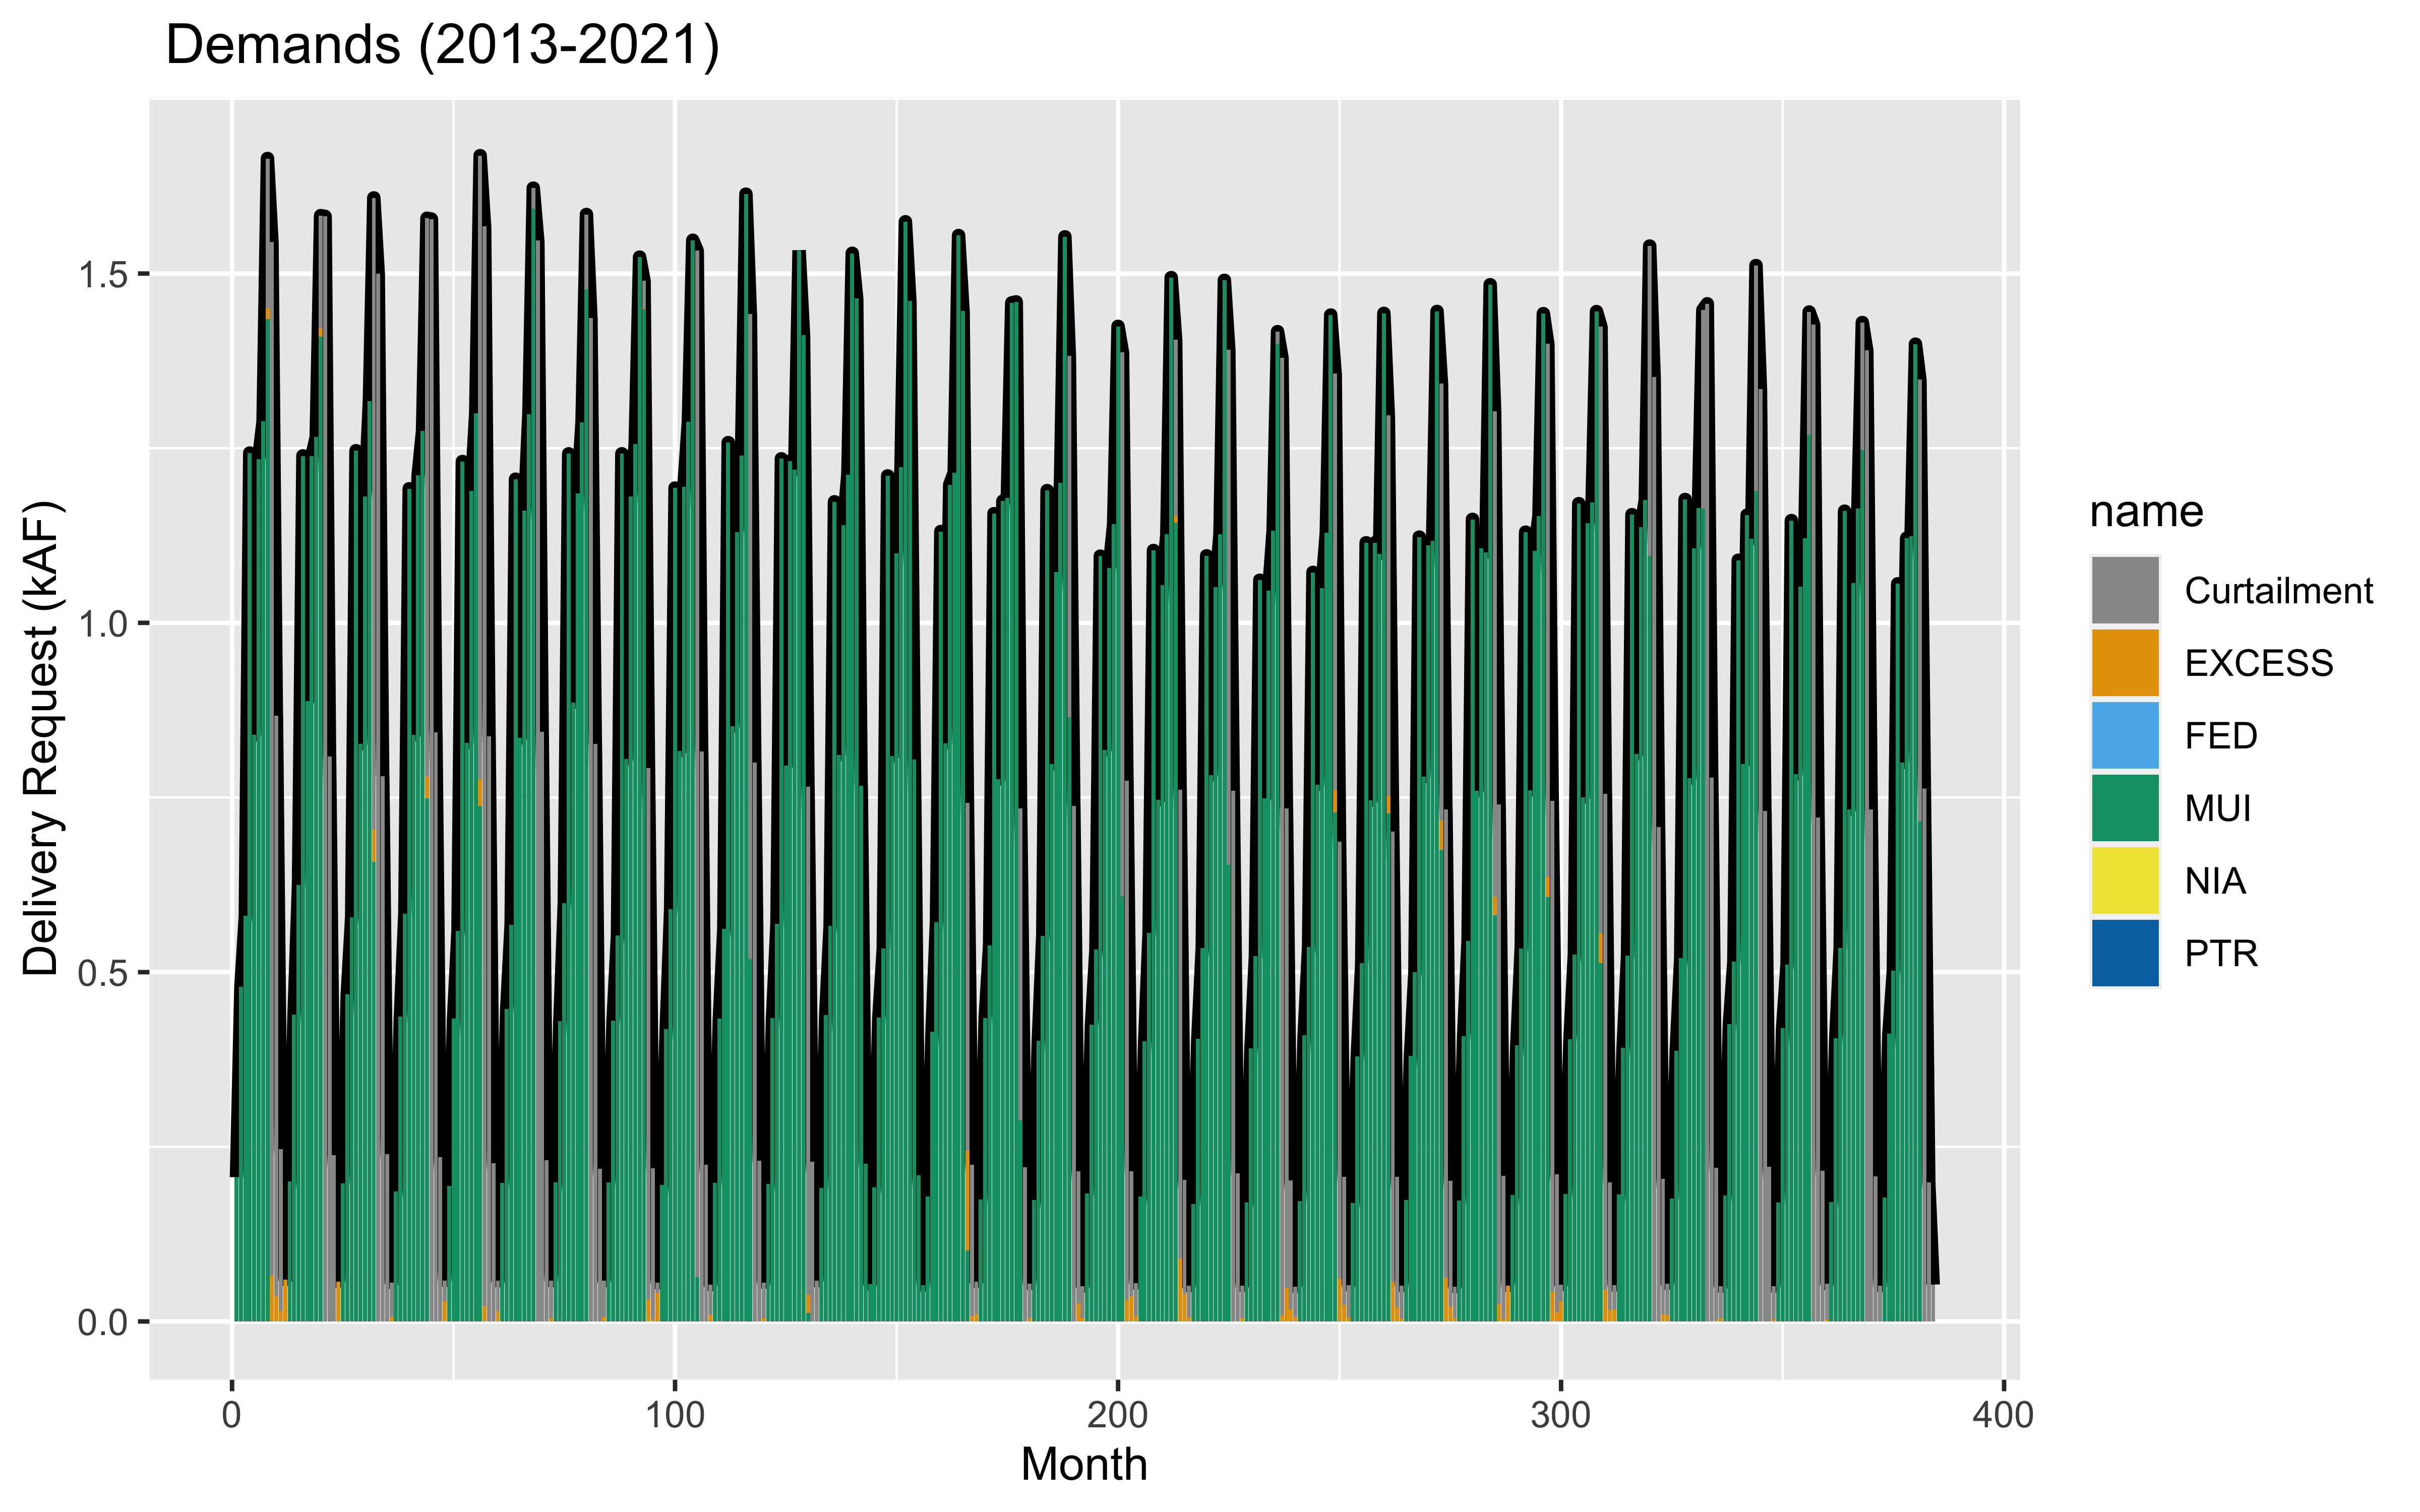 Demands (2013-2021)
Delivery Request (kAF)
1.5
1.0
0.5
0.0
0
100
200
300
400
Month
name
Curtailment
EXCESS
FED
MUI
NIA
PTR